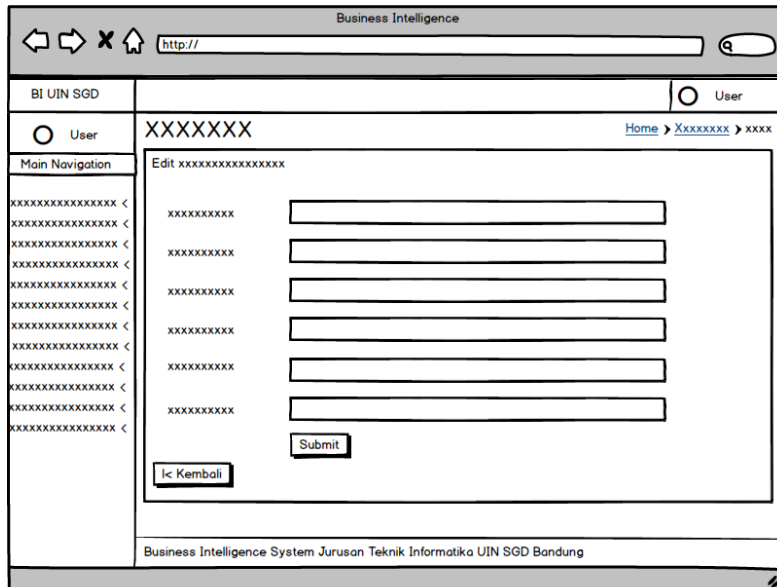 Business Intelligence
http://
BI UIN SGD
User
User
XXXXXXX
Home > Xxxxxxxx > xxxx
Main Navigation
Edit xxxxxxxxxxxxxxxx
xxxxxxxxxxxxxxxx <
xxxxxxxxxxxxxxxx <
xxxxxxxxxxxxxxxx <
xxxxxxxxxxxxxxxx <
xxxxxxxxxxxxxxxx <
xxxxxxxxxxxxxxxx <
xxxxxxxxxxxxxxxx <
xxxxxxxxxxxxxxxx <
xxxxxxxxxxxxxxxx <
xxxxxxxxxxxxxxxx <
xxxxxxxxxxxxxxxx <
xxxxxxxxxxxxxxxx <
xxxxxxxxxx
xxxxxxxxxx
xxxxxxxxxx
xxxxxxxxxx
xxxxxxxxxx
xxxxxxxxxx
Submit
|< Kembali
Business Intelligence System Jurusan Teknik Informatika UIN SGD Bandung